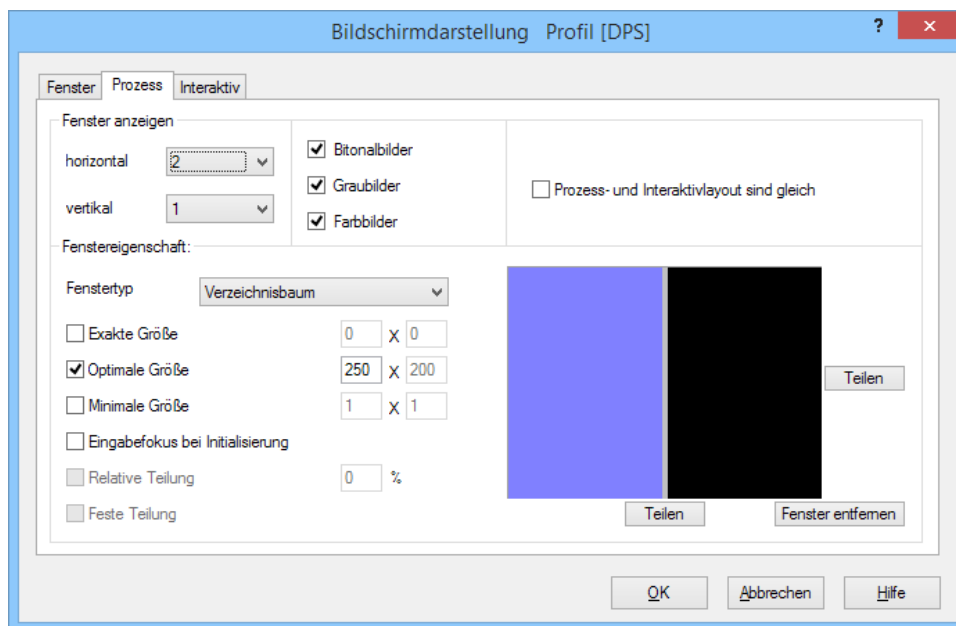 Bildschirmdarstellung Profil [DPS]
?
×
Fenster
Prozess
Interaktiv
Fenster anzeigen
horizontal
2
vertikal
1
Bitonalbilder
Graubilder
Farbbilder
Prozess- und Interaktivlayout sind gleich
Fenstereigenschaft:
Fenstertyp
Verzeichnisbaum
Exakte Größe
0 X 0
Optimale Größe
250 X 200
Minimale Größe
1 X 1
Eingabefokus bei Initialisierung
Relative Teilung
0 %
Feste Teilung
Teilen
Teilen
Fenster entfernen
OK
Abbrechen
Hilfe